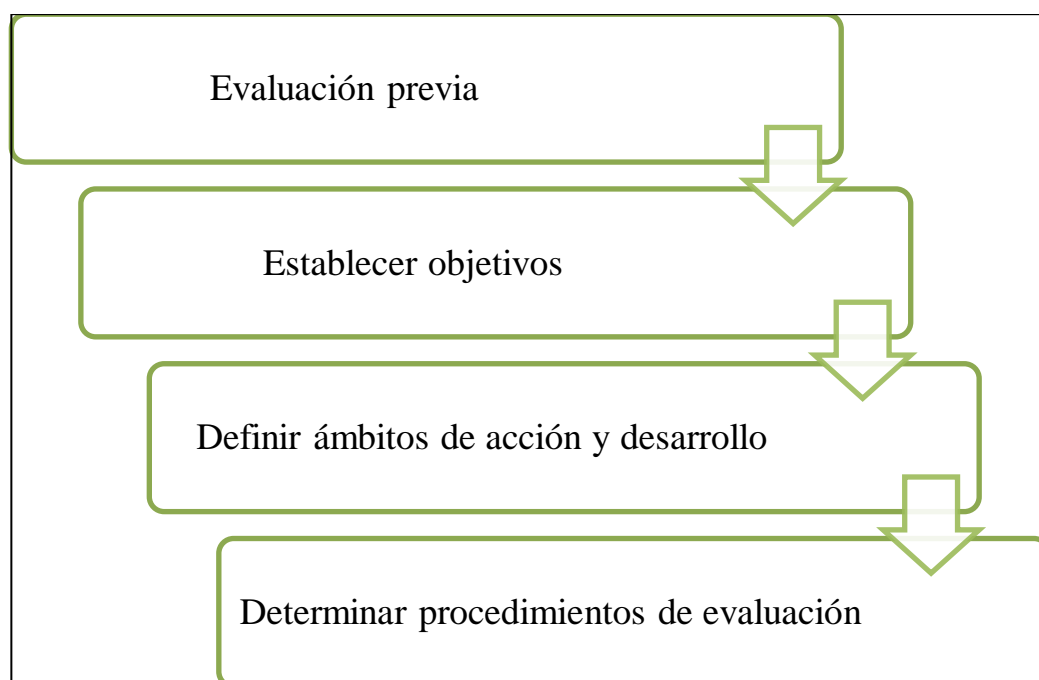 Evaluación previa
Establecer objetivos
Definir ámbitos de acción y desarrollo
Determinar procedimientos de evaluación